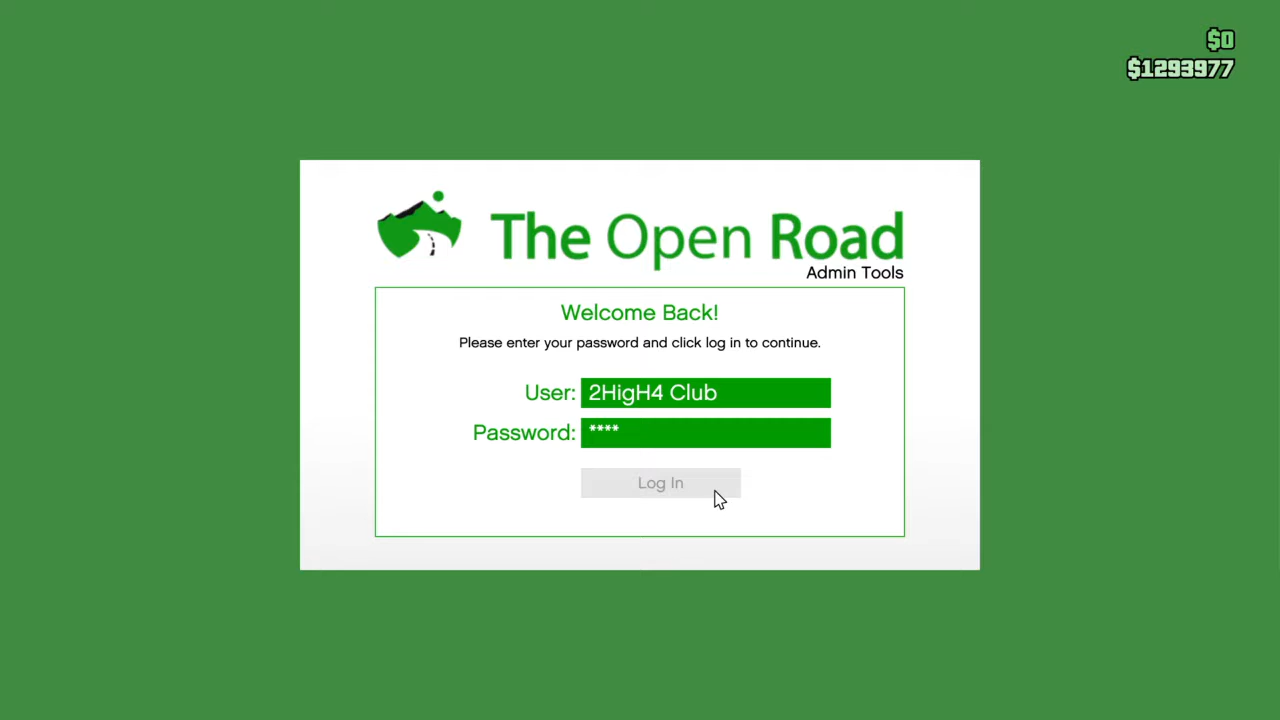 $0
$1293977
The Open Road
Admin Tools
Welcome Back!
Please enter your password and click log in to continue.
User: 2HigH4 Club
Password: ****
Log In